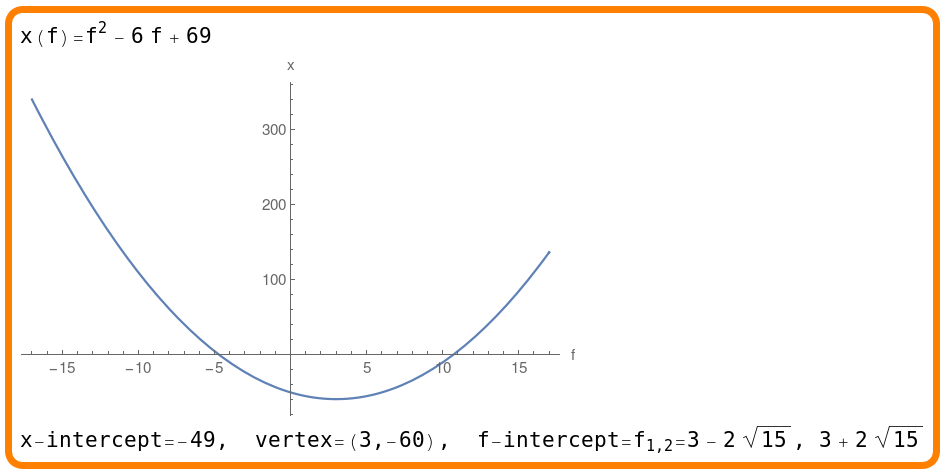 x(f)=f² − 6 f + 69
x
300
200
100
−15 −10 −5 5 10 15 f
x−intercept=−49, vertex=(3,−60), f−intercept=f₁,₂=3 − 2 √15, 3 + 2 √15